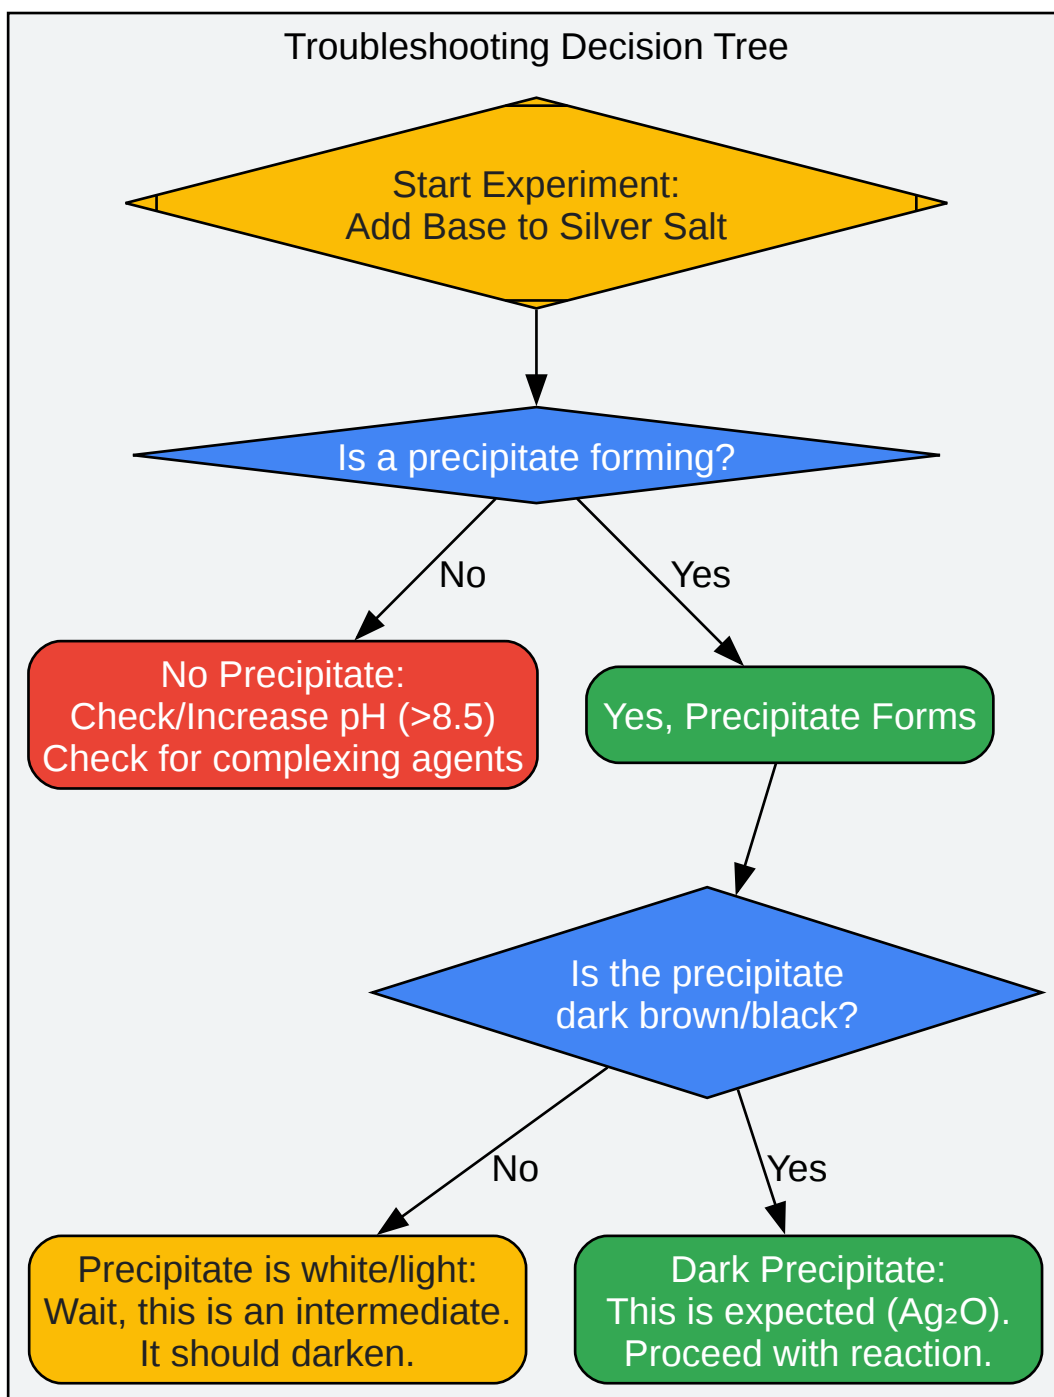 Troubleshooting Decision Tree
Start Experiment:
Add Base to Silver Salt
Is a precipitate forming?
No
Yes
No Precipitate:
Check/Increase pH (>8.5)
Check for complexing agents
Yes, Precipitate Forms
Is the precipitate
dark brown/black?
No
Yes
Precipitate is white/light:
Wait, this is an intermediate.
It should darken.
Dark Precipitate:
This is expected (Ag₂O).
Proceed with reaction.